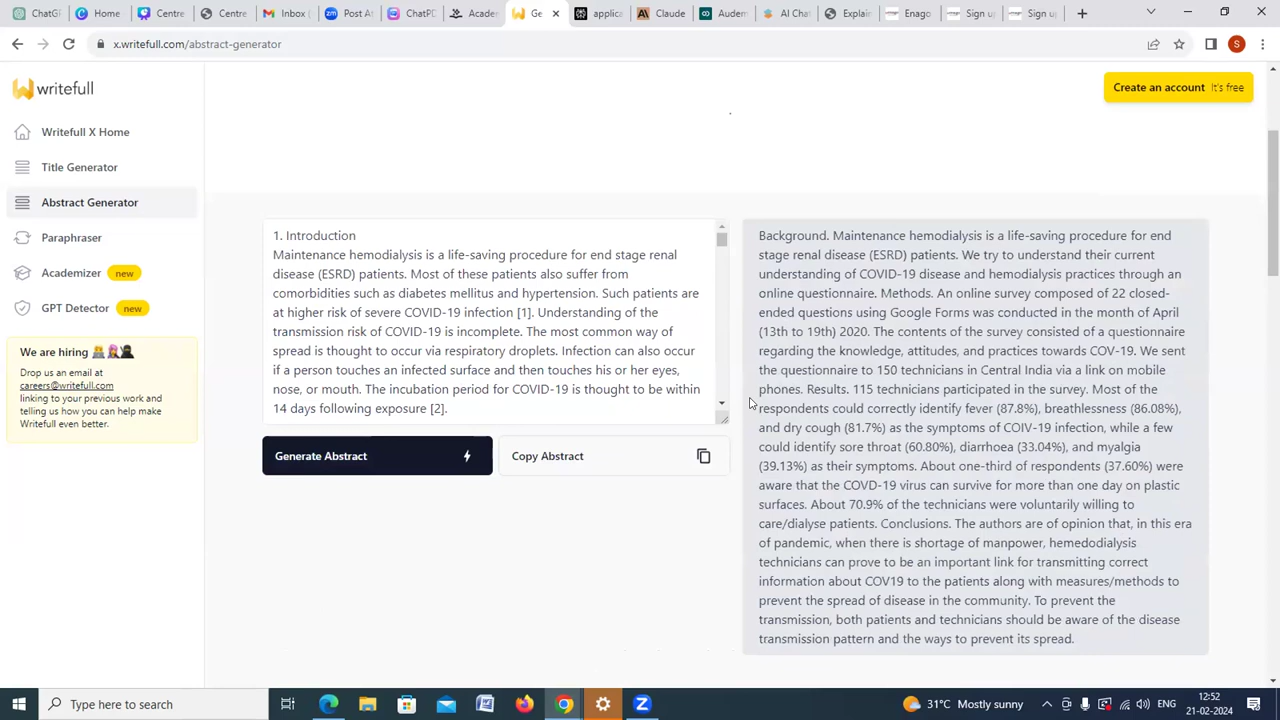 ChatG
Home
Centre
Centre
Inbox (
Post At
ChatPD
Acade
Ge
applica
Claude
Auden
AI Chat
Explain
Enago
Sign u
Sign u
x.writefull.com/abstract-generator
S
writefull
Create an account It's free
Writefull X Home
Title Generator
Abstract Generator
Paraphraser
Academizer new
GPT Detector new
We are hiring
Drop us an email at
careers@writefull.com
linking to your previous work and
telling us how you can help make
Writefull even better.
1. Introduction
Maintenance hemodialysis is a life-saving procedure for end stage renal
disease (ESRD) patients. Most of these patients also suffer from
comorbidities such as diabetes mellitus and hypertension. Such patients are
at higher risk of severe COVID-19 infection [1]. Understanding of the
transmission risk of COVID-19 is incomplete. The most common way of
spread is thought to occur via respiratory droplets. Infection can also occur
if a person touches an infected surface and then touches his or her eyes,
nose, or mouth. The incubation period for COVID-19 is thought to be within
14 days following exposure [2].
Generate Abstract
Copy Abstract
Background. Maintenance hemodialysis is a life-saving procedure for end
stage renal disease (ESRD) patients. We try to understand their current
understanding of COVID-19 disease and hemodialysis practices through an
online questionnaire. Methods. An online survey composed of 22 closed-
ended questions using Google Forms was conducted in the month of April
(13th to 19th) 2020. The contents of the survey consisted of a questionnaire
regarding the knowledge, attitudes, and practices towards COV-19. We sent
the questionnaire to 150 technicians in Central India via a link on mobile
phones. Results. 115 technicians participated in the survey. Most of the
respondents could correctly identify fever (87.8%), breathlessness (86.08%),
and dry cough (81.7%) as the symptoms of COIV-19 infection, while a few
could identify sore throat (60.80%), diarrhoea (33.04%), and myalgia
(39.13%) as their symptoms. About one-third of respondents (37.60%) were
aware that the COVD-19 virus can survive for more than one day on plastic
surfaces. About 70.9% of the technicians were voluntarily willing to
care/dialyse patients. Conclusions. The authors are of opinion that, in this era
of pandemic, when there is shortage of manpower, hemedodialysis
technicians can prove to be an important link for transmitting correct
information about COV19 to the patients along with measures/methods to
prevent the spread of disease in the community. To prevent the
transmission, both patients and technicians should be aware of the disease
transmission pattern and the ways to prevent its spread.
Type here to search
31°C Mostly sunny
ENG
12:52
21-02-2024